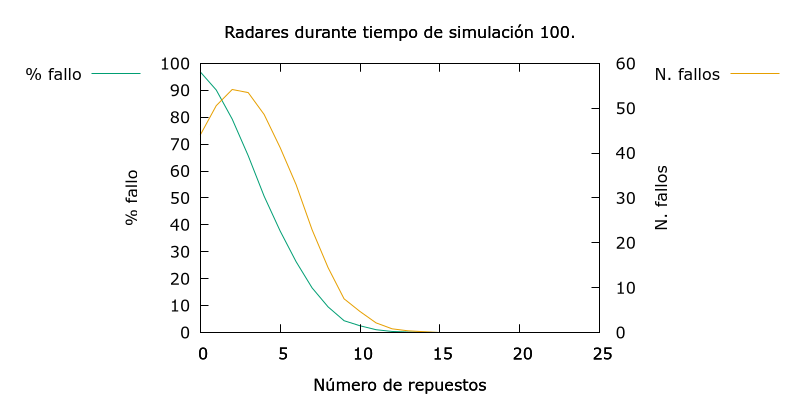 Radares durante tiempo de simulación 100.
% fallo
N. fallos
100
90
80
70
60
50
40
30
20
10
0
% fallo
60
50
40
30
20
10
0
N. fallos
0 5 10 15 20 25
Número de repuestos